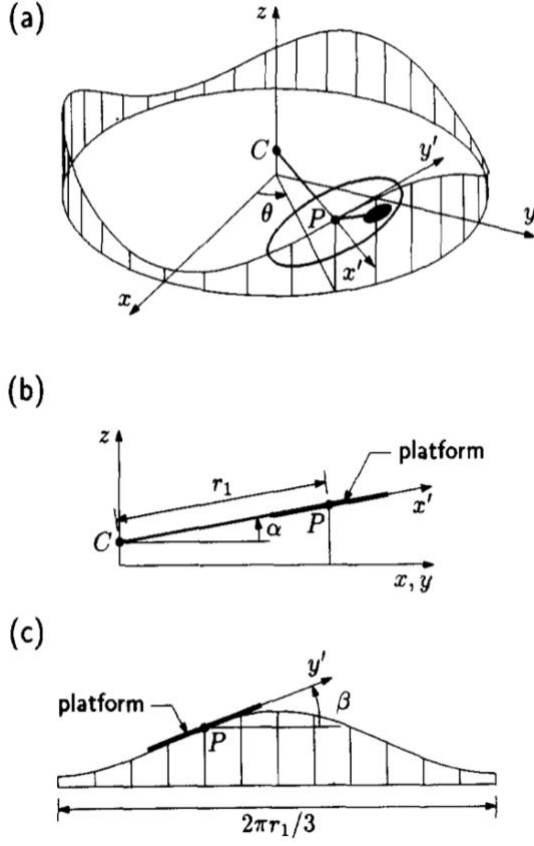 (a)
z
C
y′
θ
P
y
x′
x
(b)
z
platform
r₁
x′
C
α
P
x, y
(c)
y′
platform
β
P
2πr₁/3